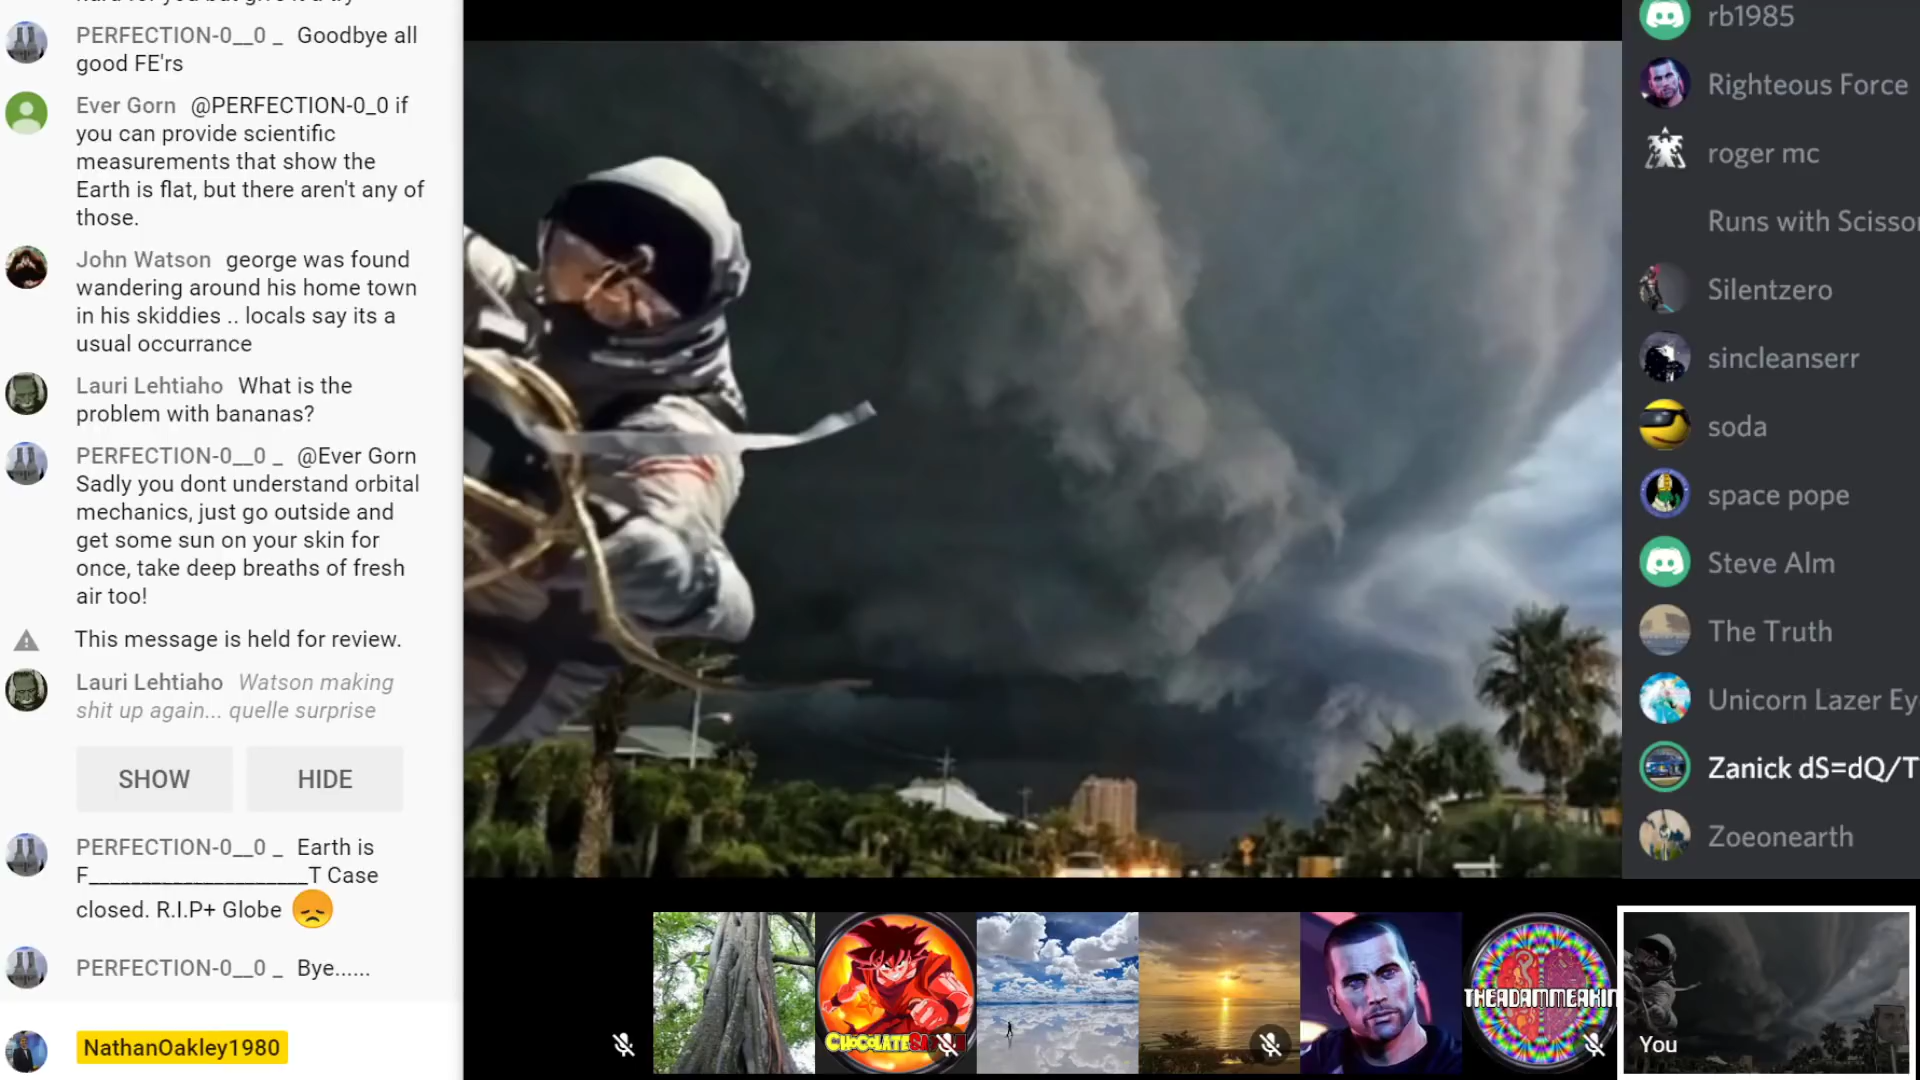 PERFECTION-0__0 _ Goodbye all
good FE'rs
Ever Gorn @PERFECTION-0_0 if
you can provide scientific
measurements that show the
Earth is flat, but there aren't any of
those.
John Watson george was found
wandering around his home town
in his skiddies .. locals say its a
usual occurrance
Lauri Lehtiaho What is the
problem with bananas?
PERFECTION-0__0 _ @Ever Gorn
Sadly you dont understand orbital
mechanics, just go outside and
get some sun on your skin for
once, take deep breaths of fresh
air too!
This message is held for review.
Lauri Lehtiaho Watson making
shit up again... quelle surprise
SHOW HIDE
PERFECTION-0__0 _ Earth is
F_____________________T Case
closed. R.I.P+ Globe
PERFECTION-0__0 _ Bye......
NathanOakley1980
rb1985
Righteous Force
roger mc
Runs with Scissor
Silentzero
sincleanserr
soda
space pope
Steve Alm
The Truth
Unicorn Lazer Ey
Zanick dS=dQ/T
Zoeonearth
THEADAMMEAKIN
You